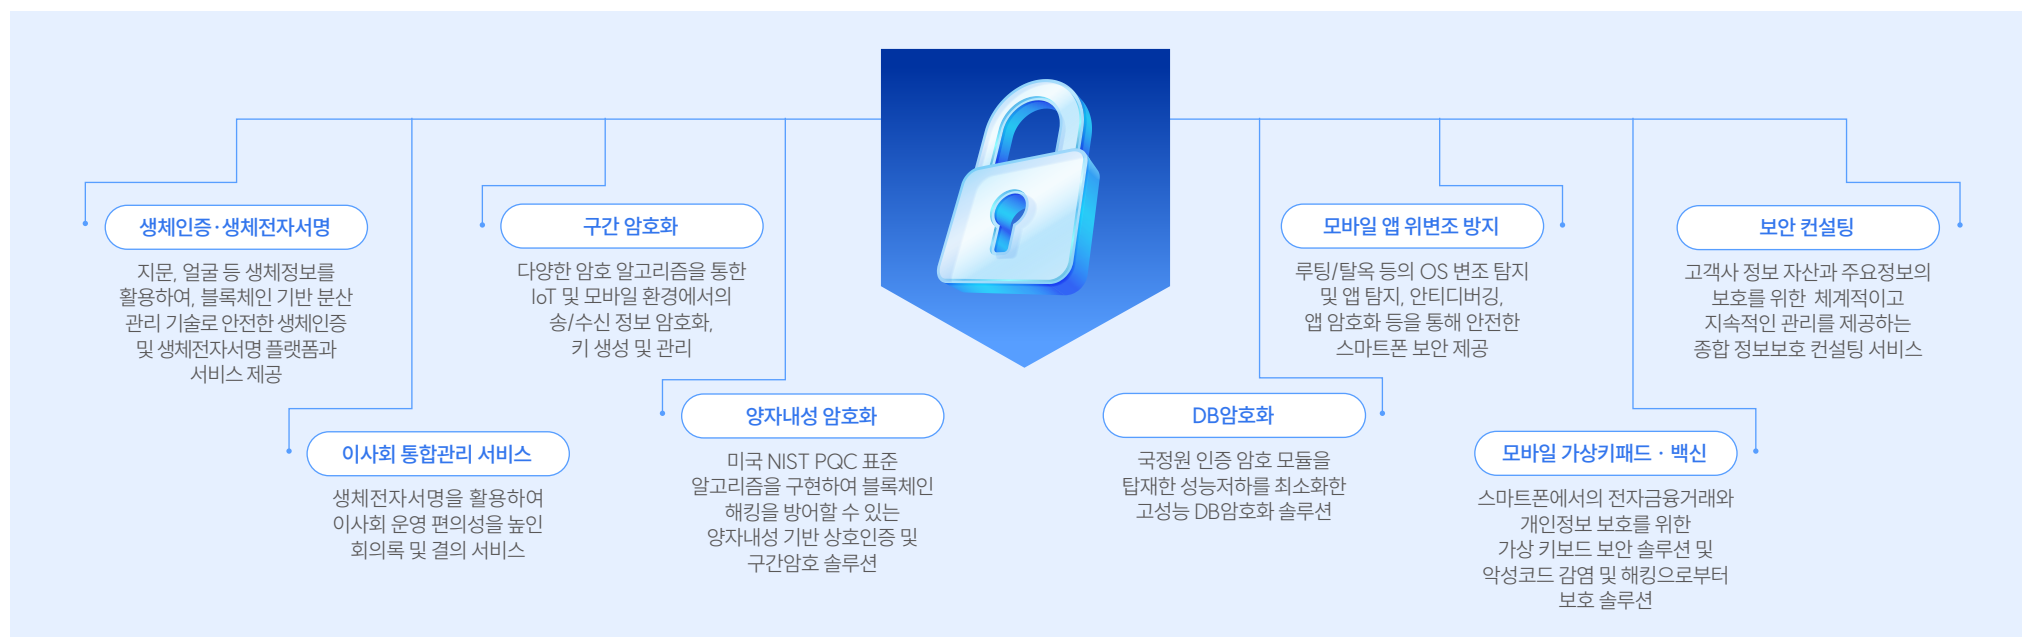 생체인증·생체전자서명
지문, 얼굴 등 생체정보를
활용하여, 블록체인 기반 분산
관리 기술로 안전한 생체인증
및 생체전자서명 플랫폼과
서비스 제공
이사회 통합관리 서비스
생체전자서명을 활용하여
이사회 운영 편의성을 높인
회의록 및 결의 서비스
구간 암호화
다양한 암호 알고리즘을 통한
IoT 및 모바일 환경에서의
송/수신 정보 암호화,
키 생성 및 관리
양자내성 암호화
미국 NIST PQC 표준
알고리즘을 구현하여 블록체인
해킹을 방어할 수 있는
양자내성 기반 상호인증 및
구간암호 솔루션
DB암호화
국정원 인증 암호 모듈을
탑재한 성능저하를 최소화한
고성능 DB암호화 솔루션
모바일 앱 위변조 방지
루팅/탈옥 등의 OS 변조 탐지
및 앱 탐지, 안티디버깅,
앱 암호화 등을 통해 안전한
스마트폰 보안 제공
모바일 가상키패드 · 백신
스마트폰에서의 전자금융거래와
개인정보 보호를 위한
가상 키보드 보안 솔루션 및
악성코드 감염 및 해킹으로부터
보호 솔루션
보안 컨설팅
고객사 정보 자산과 주요정보의
보호를 위한 체계적이고
지속적인 관리를 제공하는
종합 정보보호 컨설팅 서비스